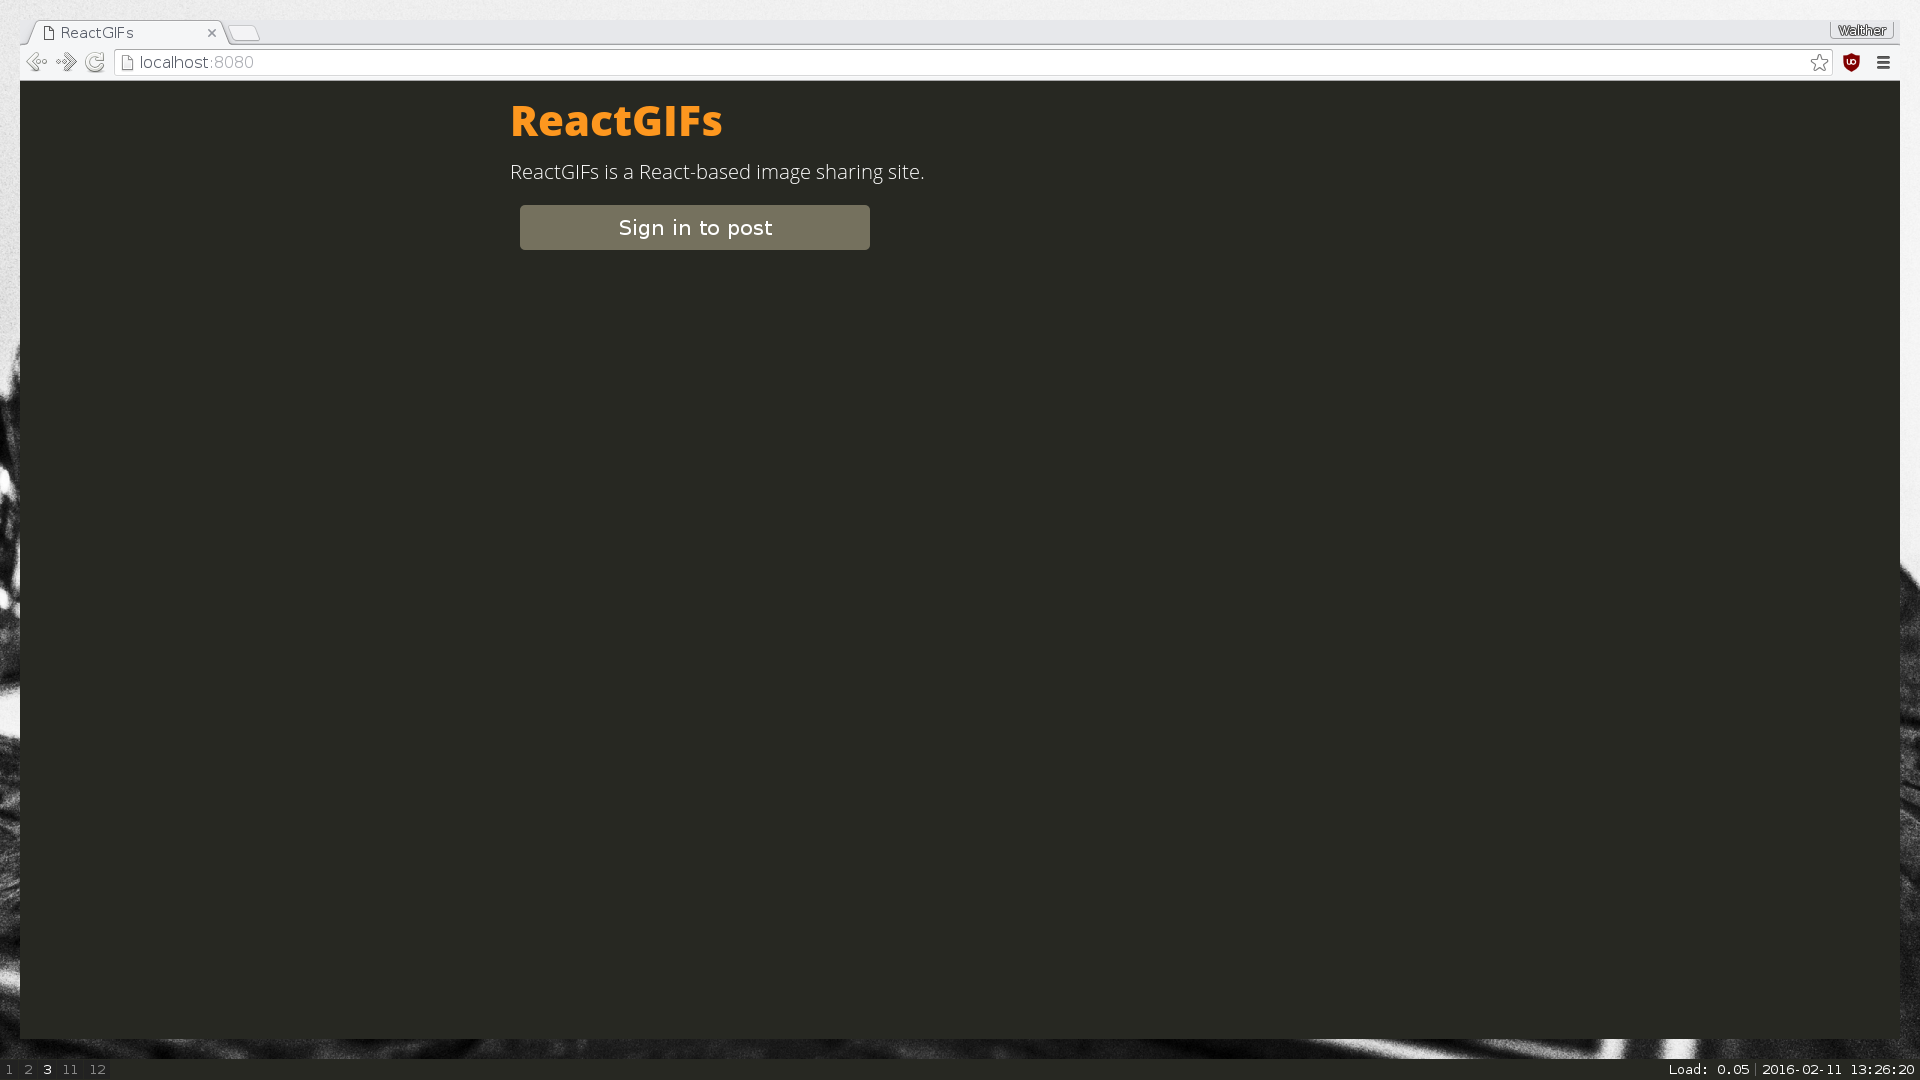 ReactGIFs
Walther
localhost:8080
ReactGIFs
ReactGIFs is a React-based image sharing site.
Sign in to post
1 2 3 11 12
Load: 0.05 | 2016-02-11 13:26:20